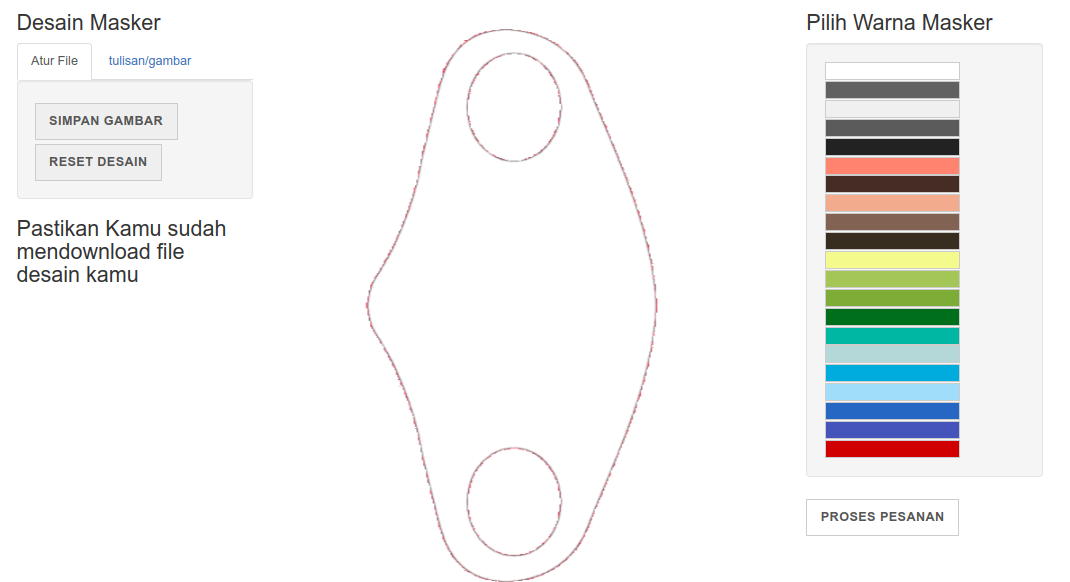 Desain Masker
Atur File
tulisan/gambar
SIMPAN GAMBAR
RESET DESAIN
Pastikan Kamu sudah
mendownload file
desain kamu
Pilih Warna Masker
PROSES PESANAN